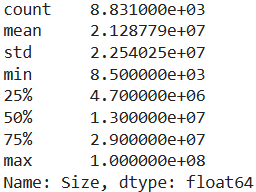 count    8.831000e+03
mean     2.128779e+07
std      2.254025e+07
min      8.500000e+03
25%      4.700000e+06
50%      1.300000e+07
75%      2.900000e+07
max      1.000000e+08
Name: Size, dtype: float64